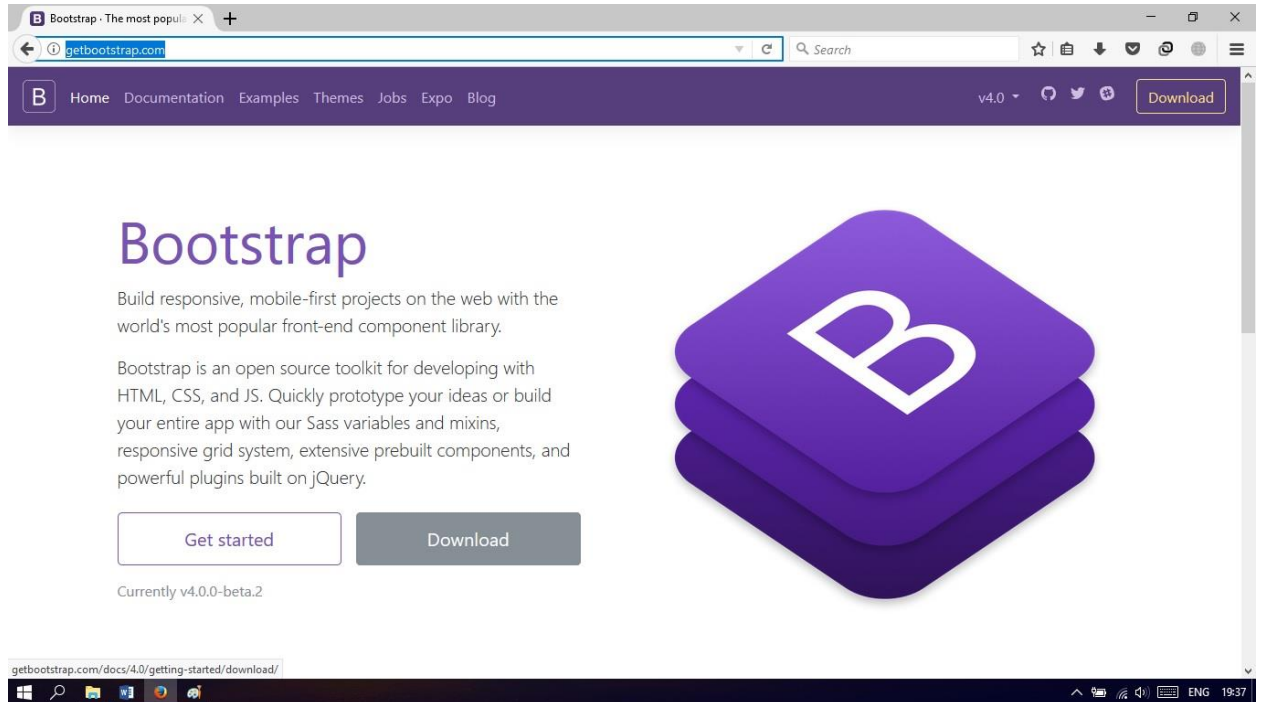 B Bootstrap · The most popula
getbootstrap.com
Search
B Home Documentation Examples Themes Jobs Expo Blog v4.0 Download
Bootstrap
B
Build responsive, mobile-first projects on the web with the
world's most popular front-end component library.
Bootstrap is an open source toolkit for developing with
HTML, CSS, and JS. Quickly prototype your ideas or build
your entire app with our Sass variables and mixins,
responsive grid system, extensive prebuilt components, and
powerful plugins built on jQuery.
Get started Download
Currently v4.0.0-beta.2
getbootstrap.com/docs/4.0/getting-started/download/
ENG 19:37